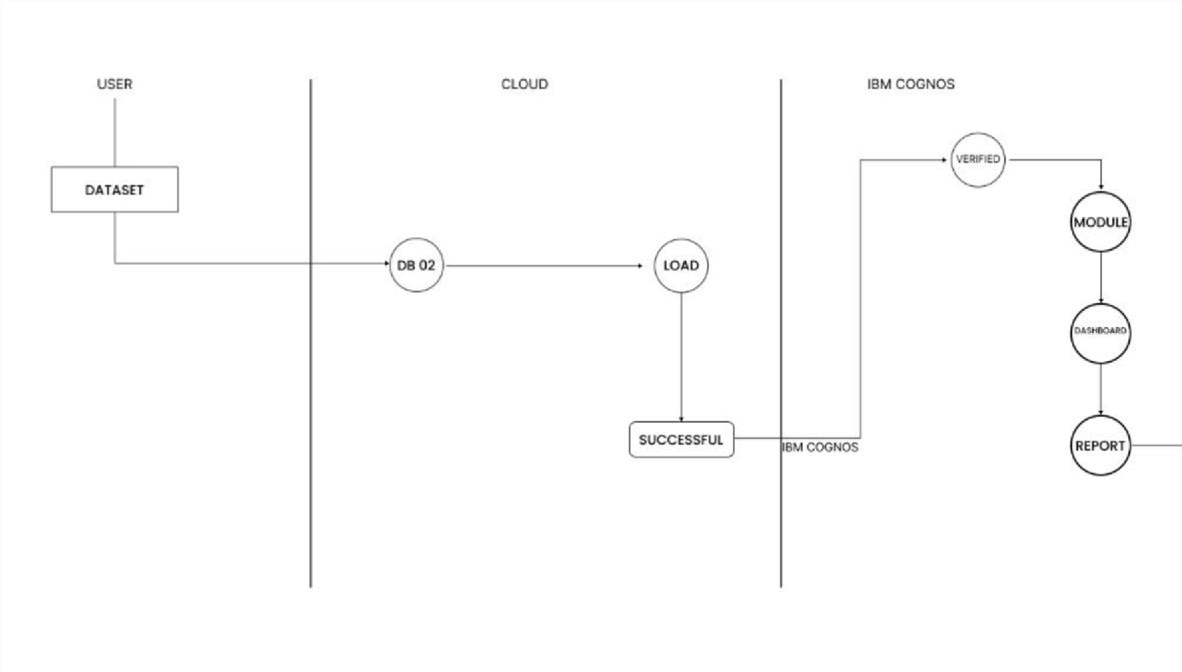 USER
CLOUD
IBM COGNOS
DATASET
DB 02
LOAD
SUCCESSFUL
IBM COGNOS
VERIFIED
MODULE
DASHBOARD
REPORT